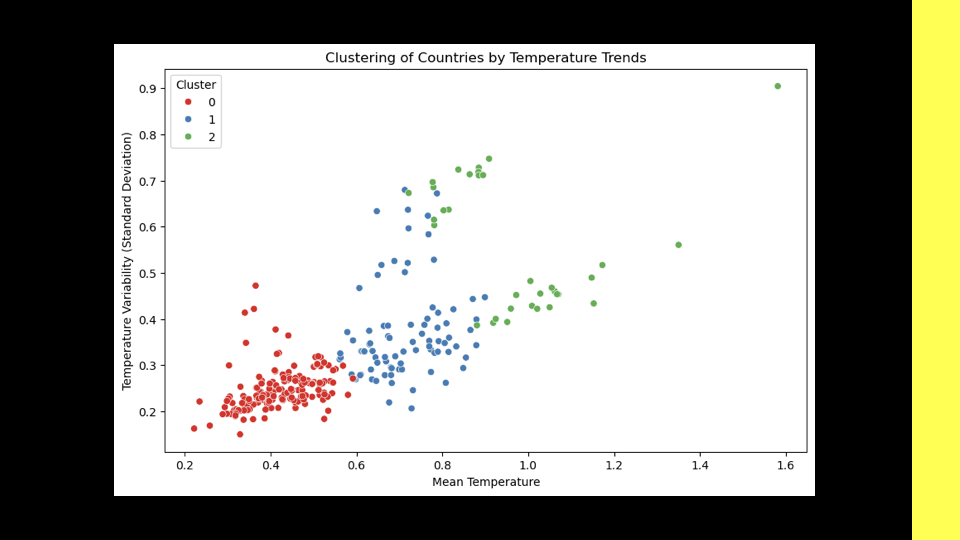 Clustering of Countries by Temperature Trends
Cluster
0
1
2
0.9
0.8
0.7
0.6
0.5
0.4
0.3
0.2
Temperature Variability (Standard Deviation)
0.2 0.4 0.6 0.8 1.0 1.2 1.4 1.6
Mean Temperature